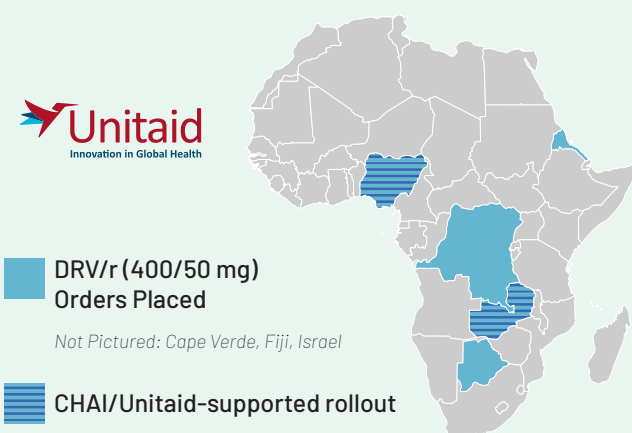 Unitaid
Innovation in Global Health
DRV/r (400/50 mg)
Orders Placed
Not Pictured: Cape Verde, Fiji, Israel
CHAI/Unitaid-supported rollout